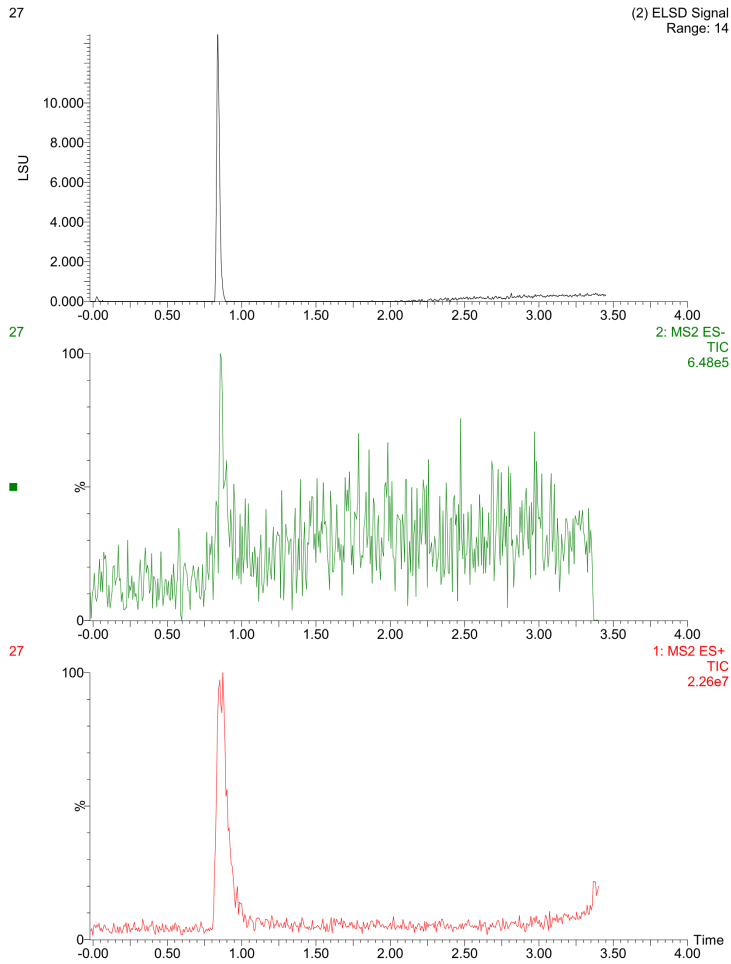 27
(2) ELSD Signal
Range: 14
LSU
10.000
8.000
6.000
4.000
2.000
0.000
-0.00 0.50 1.00 1.50 2.00 2.50 3.00 3.50 4.00
27
2: MS2 ES-
TIC
6.48e5
100
%
0
-0.00 0.50 1.00 1.50 2.00 2.50 3.00 3.50 4.00
27
1: MS2 ES+
TIC
2.26e7
100
%
0
-0.00 0.50 1.00 1.50 2.00 2.50 3.00 3.50 4.00
Time